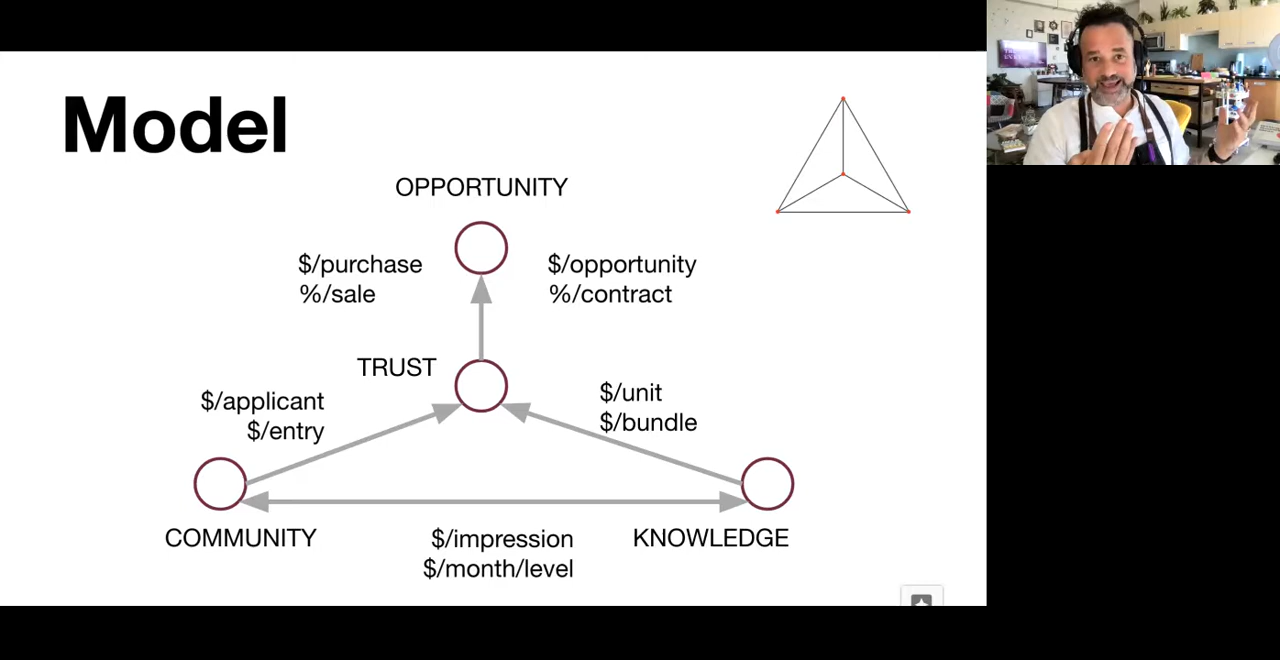 Model
OPPORTUNITY
$/purchase
%/sale
$/opportunity
%/contract
TRUST
$/applicant
$/entry
$/unit
$/bundle
COMMUNITY
$/impression
$/month/level
KNOWLEDGE